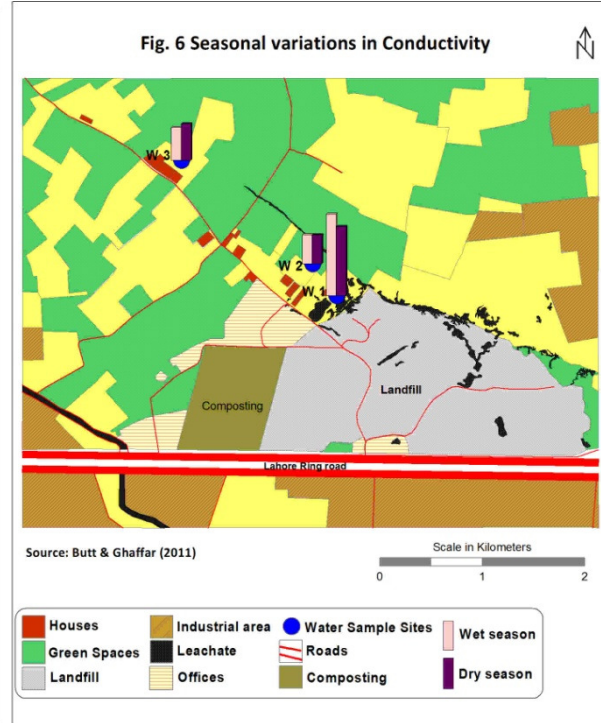 Fig. 6 Seasonal variations in Conductivity
N
W 3
W 2
W 1
Landfill
Composting
Lahore Ring road
Source: Butt & Ghaffar (2011)
Scale in Kilometers
0 1 2
Houses Industrial area Water Sample Sites Wet season
Green Spaces Leachate Roads
Landfill Offices Composting Dry season